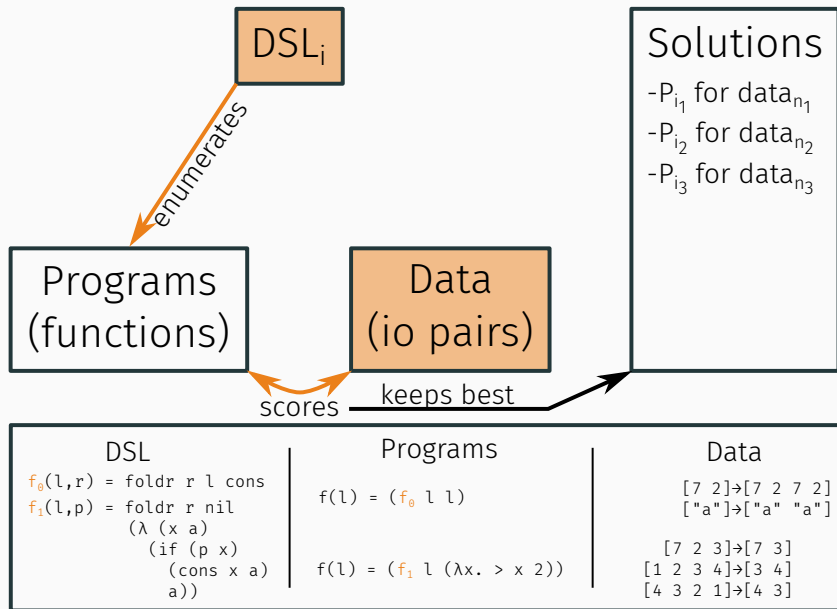 DSLᵢ
enumerates
Solutions
-Pᵢ₁ for dataₙ₁
-Pᵢ₂ for dataₙ₂
-Pᵢ₃ for dataₙ₃
Programs
(functions)
Data
(io pairs)
scores
keeps best
DSL
f₀(l,r) = foldr r l cons
f₁(l,p) = foldr r nil
(λ (x a)
(if (p x)
(cons x a)
a))
Programs
f(l) = (f₀ l l)
f(l) = (f₁ l (λx. > x 2))
Data
[7 2]→[7 2 7 2]
["a"]→["a" "a"]
[7 2 3]→[7 3]
[1 2 3 4]→[3 4]
[4 3 2 1]→[4 3]